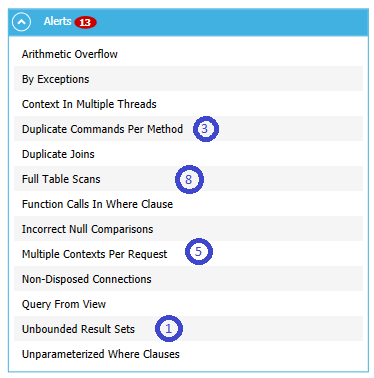 Alerts 13
Arithmetic Overflow
By Exceptions
Context In Multiple Threads
Duplicate Commands Per Method 3
Duplicate Joins
Full Table Scans 8
Function Calls In Where Clause
Incorrect Null Comparisons
Multiple Contexts Per Request 5
Non-Disposed Connections
Query From View
Unbounded Result Sets 1
Unparameterized Where Clauses